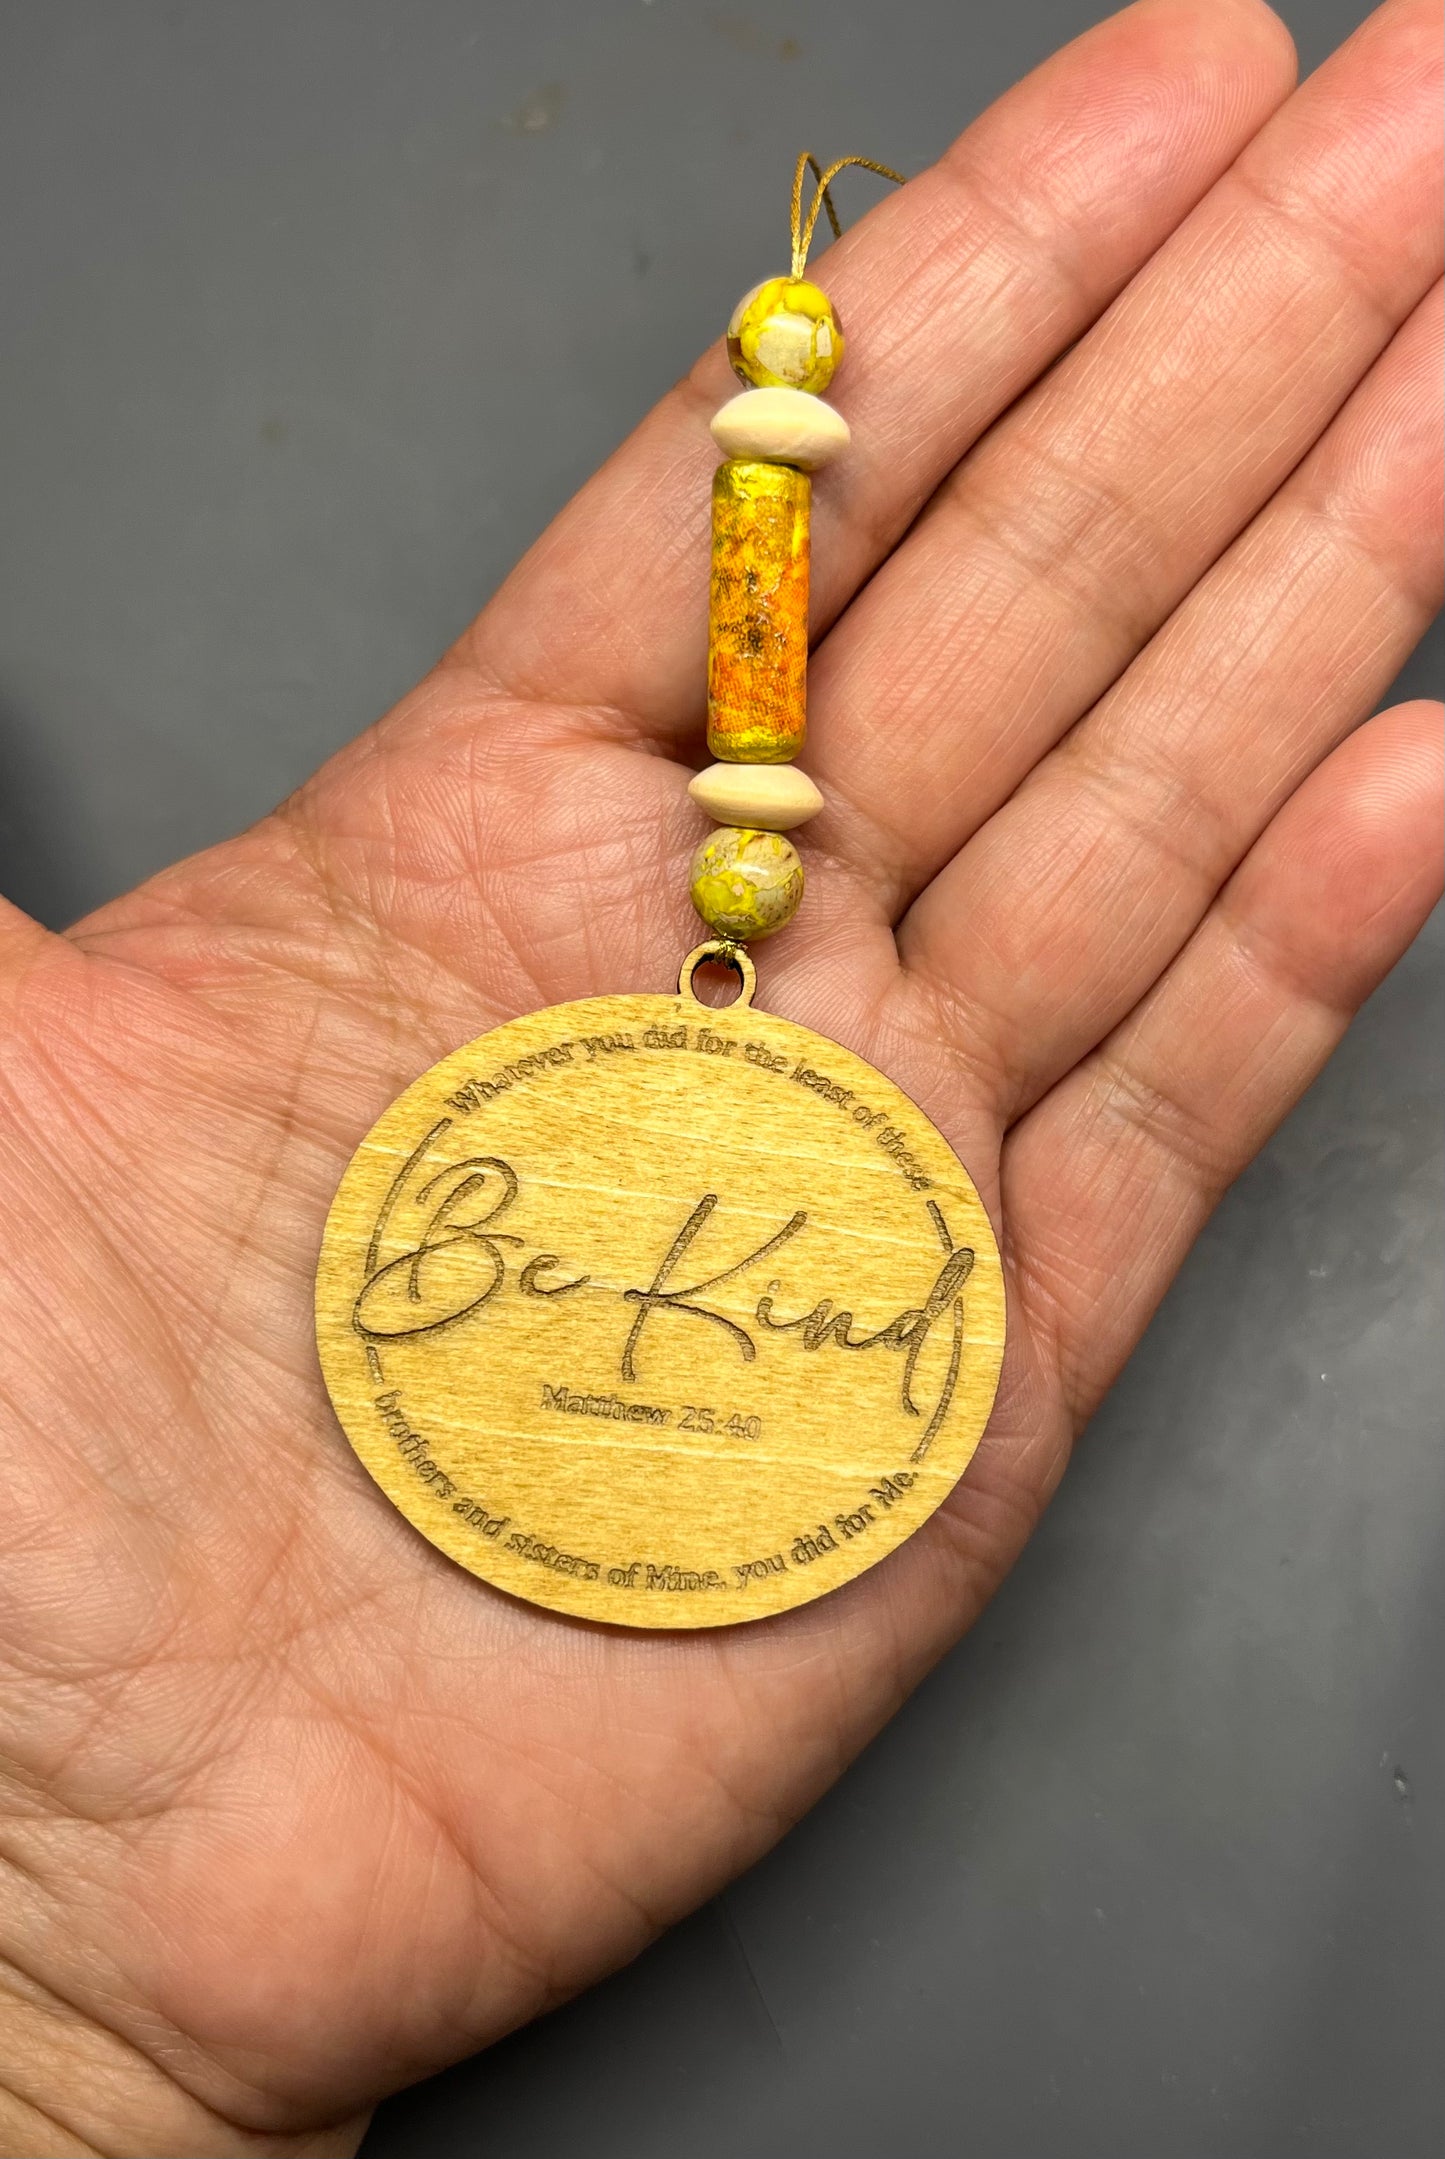 Whatever you did for the least of these
Be Kind
Matthew 25:40
brothers and sisters of Mine, you did for Me.